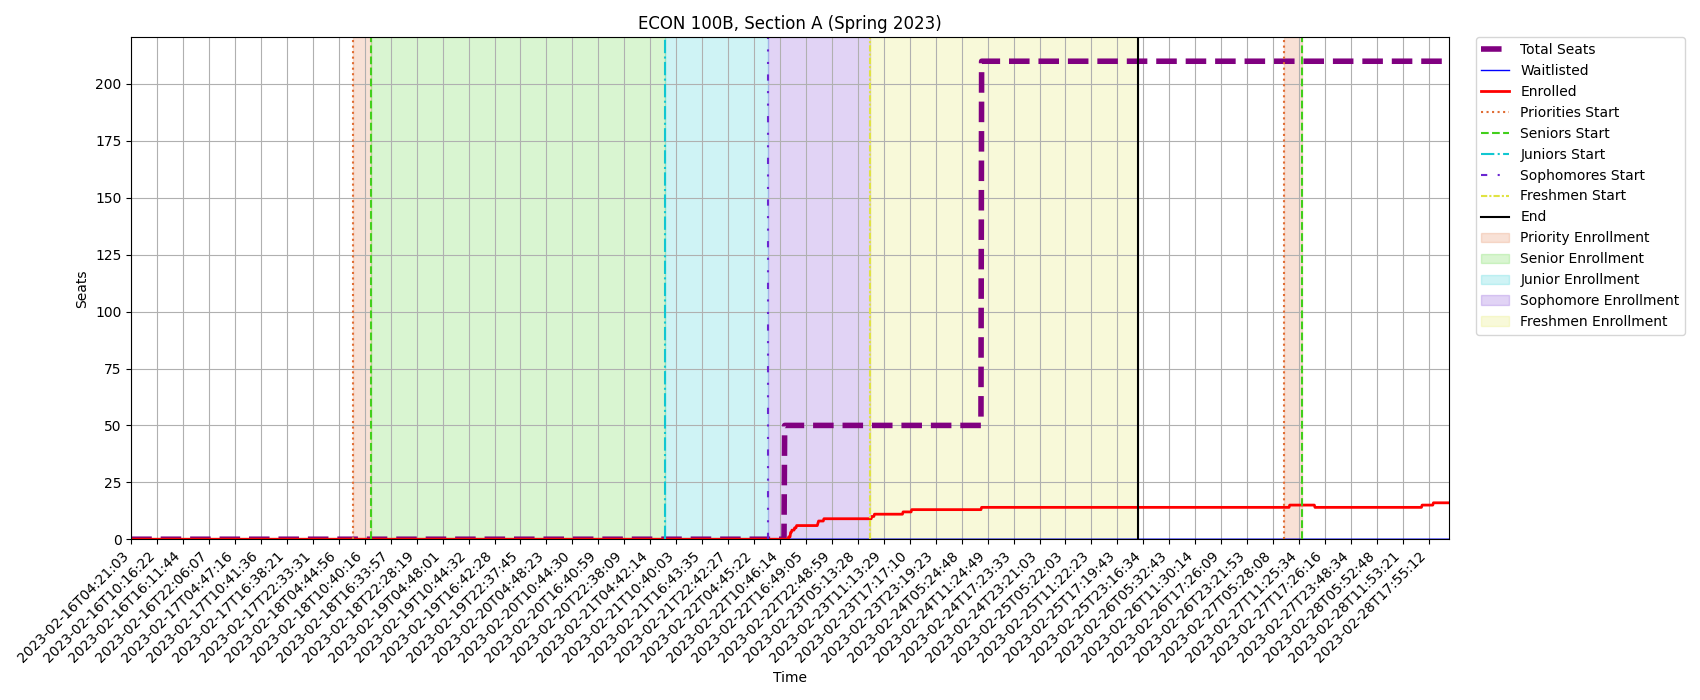 ECON 100B, Section A (Spring 2023)
Seats
200
175
150
125
100
75
50
25
0
2023-02-16T04:21:03
2023-02-16T10:16:22
2023-02-16T16:11:44
2023-02-16T22:06:07
2023-02-17T04:47:16
2023-02-17T10:41:36
2023-02-17T16:38:21
2023-02-17T22:33:31
2023-02-18T04:44:56
2023-02-18T10:40:16
2023-02-18T16:33:57
2023-02-18T22:28:19
2023-02-19T04:48:01
2023-02-19T10:44:32
2023-02-19T16:42:28
2023-02-19T22:37:45
2023-02-20T04:48:23
2023-02-20T10:44:30
2023-02-20T16:40:59
2023-02-20T22:38:09
2023-02-21T04:42:14
2023-02-21T10:40:03
2023-02-21T16:43:35
2023-02-21T22:42:27
2023-02-22T04:45:22
2023-02-22T10:46:14
2023-02-22T16:49:05
2023-02-22T22:48:59
2023-02-23T05:13:28
2023-02-23T11:13:29
2023-02-23T17:17:10
2023-02-23T23:19:23
2023-02-24T05:24:48
2023-02-24T11:24:49
2023-02-24T17:23:33
2023-02-24T23:21:03
2023-02-25T05:22:03
2023-02-25T11:22:23
2023-02-25T17:19:43
2023-02-25T23:16:34
2023-02-26T05:32:43
2023-02-26T11:30:14
2023-02-26T17:26:09
2023-02-26T23:21:53
2023-02-27T05:28:08
2023-02-27T11:25:34
2023-02-27T17:26:16
2023-02-27T23:48:34
2023-02-28T05:52:48
2023-02-28T11:53:21
2023-02-28T17:55:12
Time
Total Seats
Waitlisted
Enrolled
Priorities Start
Seniors Start
Juniors Start
Sophomores Start
Freshmen Start
End
Priority Enrollment
Senior Enrollment
Junior Enrollment
Sophomore Enrollment
Freshmen Enrollment